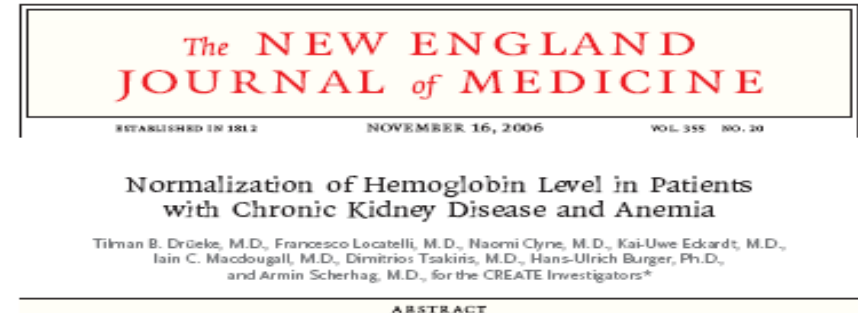 The NEW ENGLAND
JOURNAL of MEDICINE
ESTABLISHED IN 1812 NOVEMBER 16, 2006 VOL. 355 NO. 20
Normalization of Hemoglobin Level in Patients
with Chronic Kidney Disease and Anemia
Tilman B. Drüeke, M.D., Francesco Locatelli, M.D., Naomi Clyne, M.D., Kai-Uwe Eckardt, M.D.,
Iain C. Macdougall, M.D., Dimitrios Tsakiris, M.D., Hans-Ulrich Burger, Ph.D.,
and Armin Scherhag, M.D., for the CREATE Investigators*
ABSTRACT